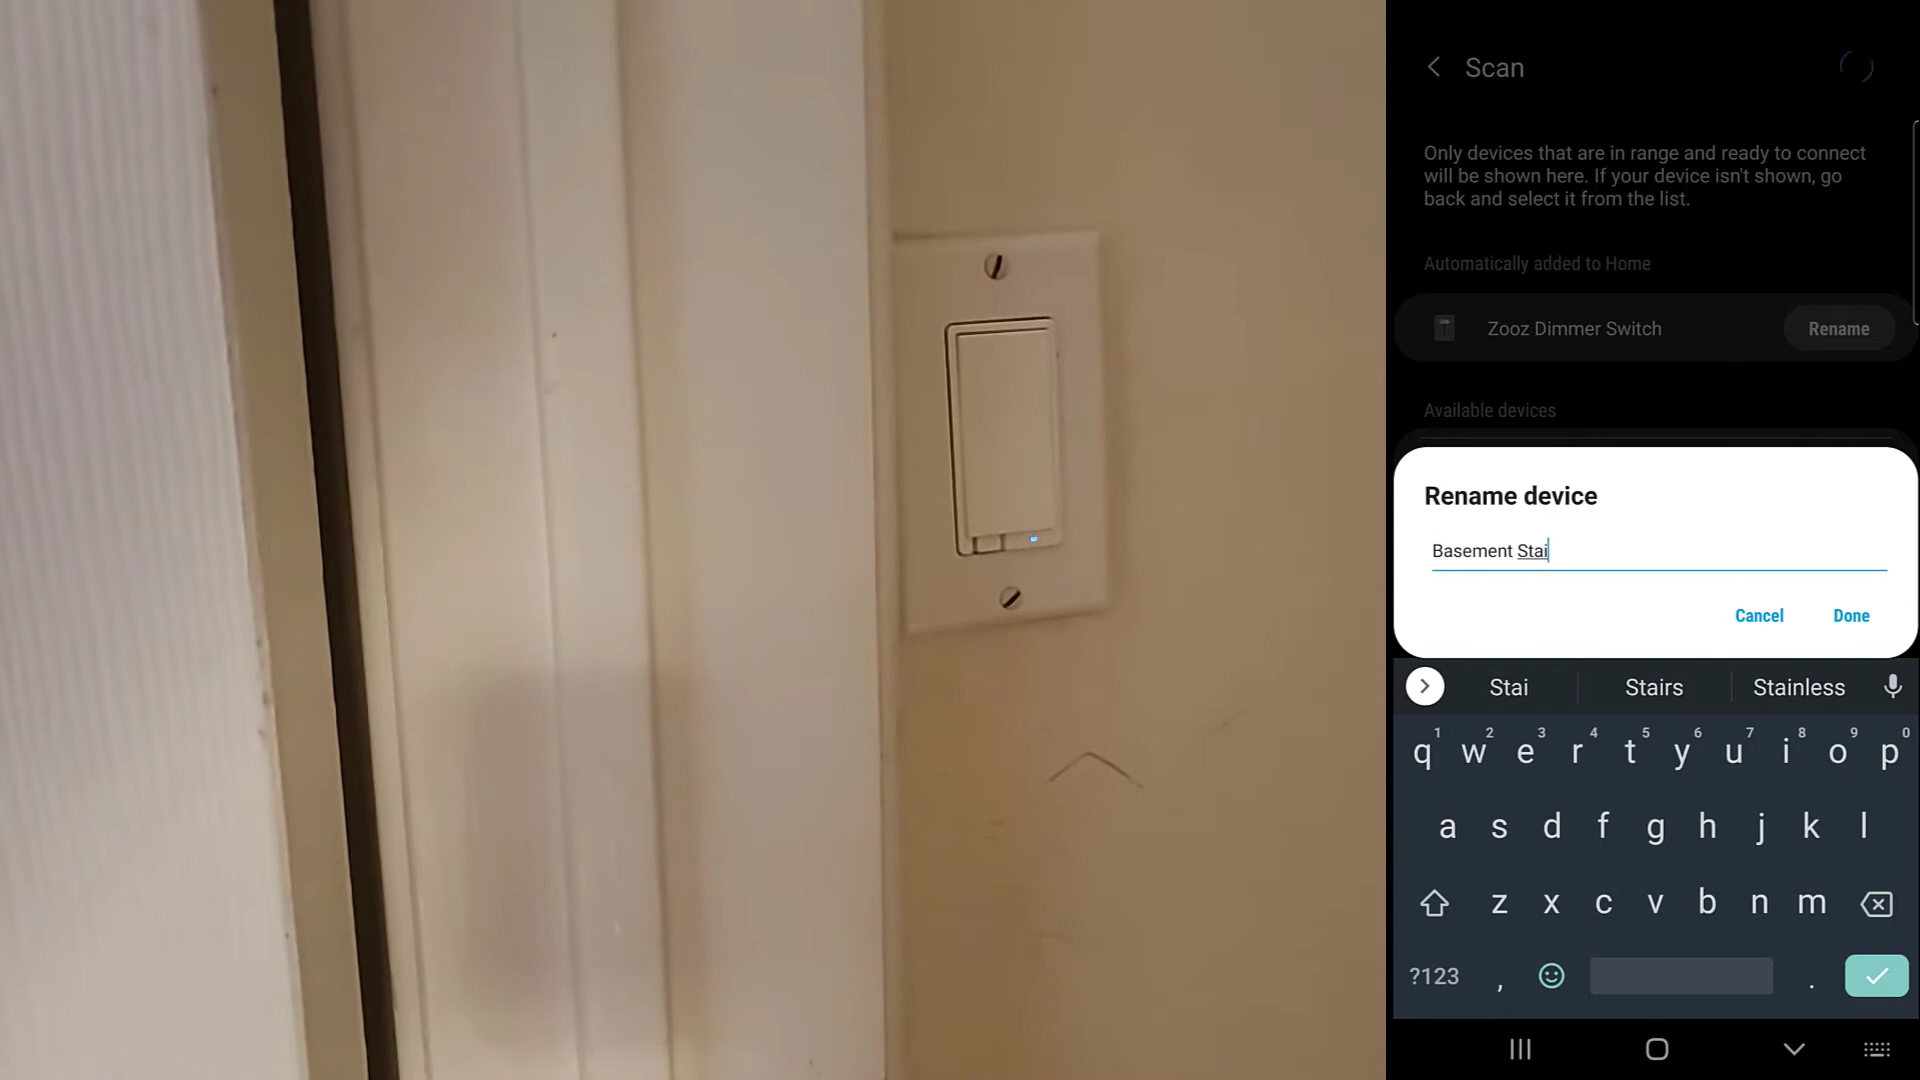 Scan
Only devices that are in range and ready to connect
will be shown here. If your device isn't shown, go
back and select it from the list.
Automatically added to Home
Zooz Dimmer Switch Rename
Available devices
Rename device
Basement Stai
Cancel Done
Stai Stairs Stainless
1 2 3 4 5 6 7 8 9 0
q w e r t y u i o p
a s d f g h j k l
z x c v b n m
?123 , .